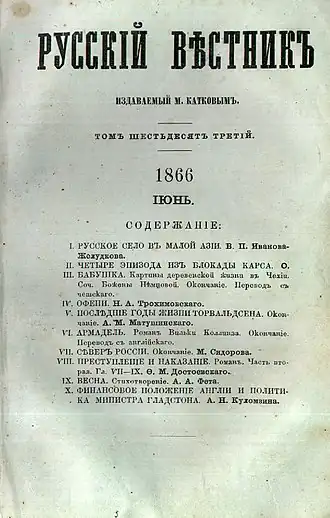 РУССКІЙ ВѢСТНИКЪ
ИЗДАВАЕМЫЙ М. КАТКОВЫМЪ.
ТОМЪ ШЕСТЬДЕСЯТЪ ТРЕТІЙ.
1866
ІЮНЬ.
СОДЕРЖАНІЕ:
I. РУССКОЕ СЕЛО ВЪ МАЛОЙ АЗІИ. В. П. Иванова-
Жолудкова.
II. ЧЕТЫРЕ ЭПИЗОДА ИЗЪ БЛОКАДЫ КАРСА. О.
III. БАБУШКА. Картины деревенской жизни въ Чехіи.
Соч. Божены Нѣмцовой. Окончаніе. Переводъ съ
чешскаго.
IV. ОФЕНИ. Н. А. Трохимовскаго.
V. ПОСЛѢДНІЕ ГОДЫ ЖИЗНИ ТОРВАЛЬДСЕНА. Окон-
чаніе. А. М. Матушинскаго.
VI. АРМАДЕЛЬ. Романъ Вильки Коллинза. Окончаніе.
Переводъ съ англійскаго.
VII. СѢВЕРЪ РОССІИ. Окончаніе. М. Сидорова.
VIII. ПРЕСТУПЛЕНІЕ И НАКАЗАНІЕ. Романъ. Часть вто-
рая. Гл. VII—IX. Ѳ. М. Достоевскаго.
IX. ВЕСНА. Стихотвореніе. А. А. Фета.
X. ФИНАНСОВОЕ ПОЛОЖЕНІЕ АНГЛІИ И ПОЛИТИ-
КА МИНИСТРА ГЛАДСТОНА. А. Н. Куломзина.